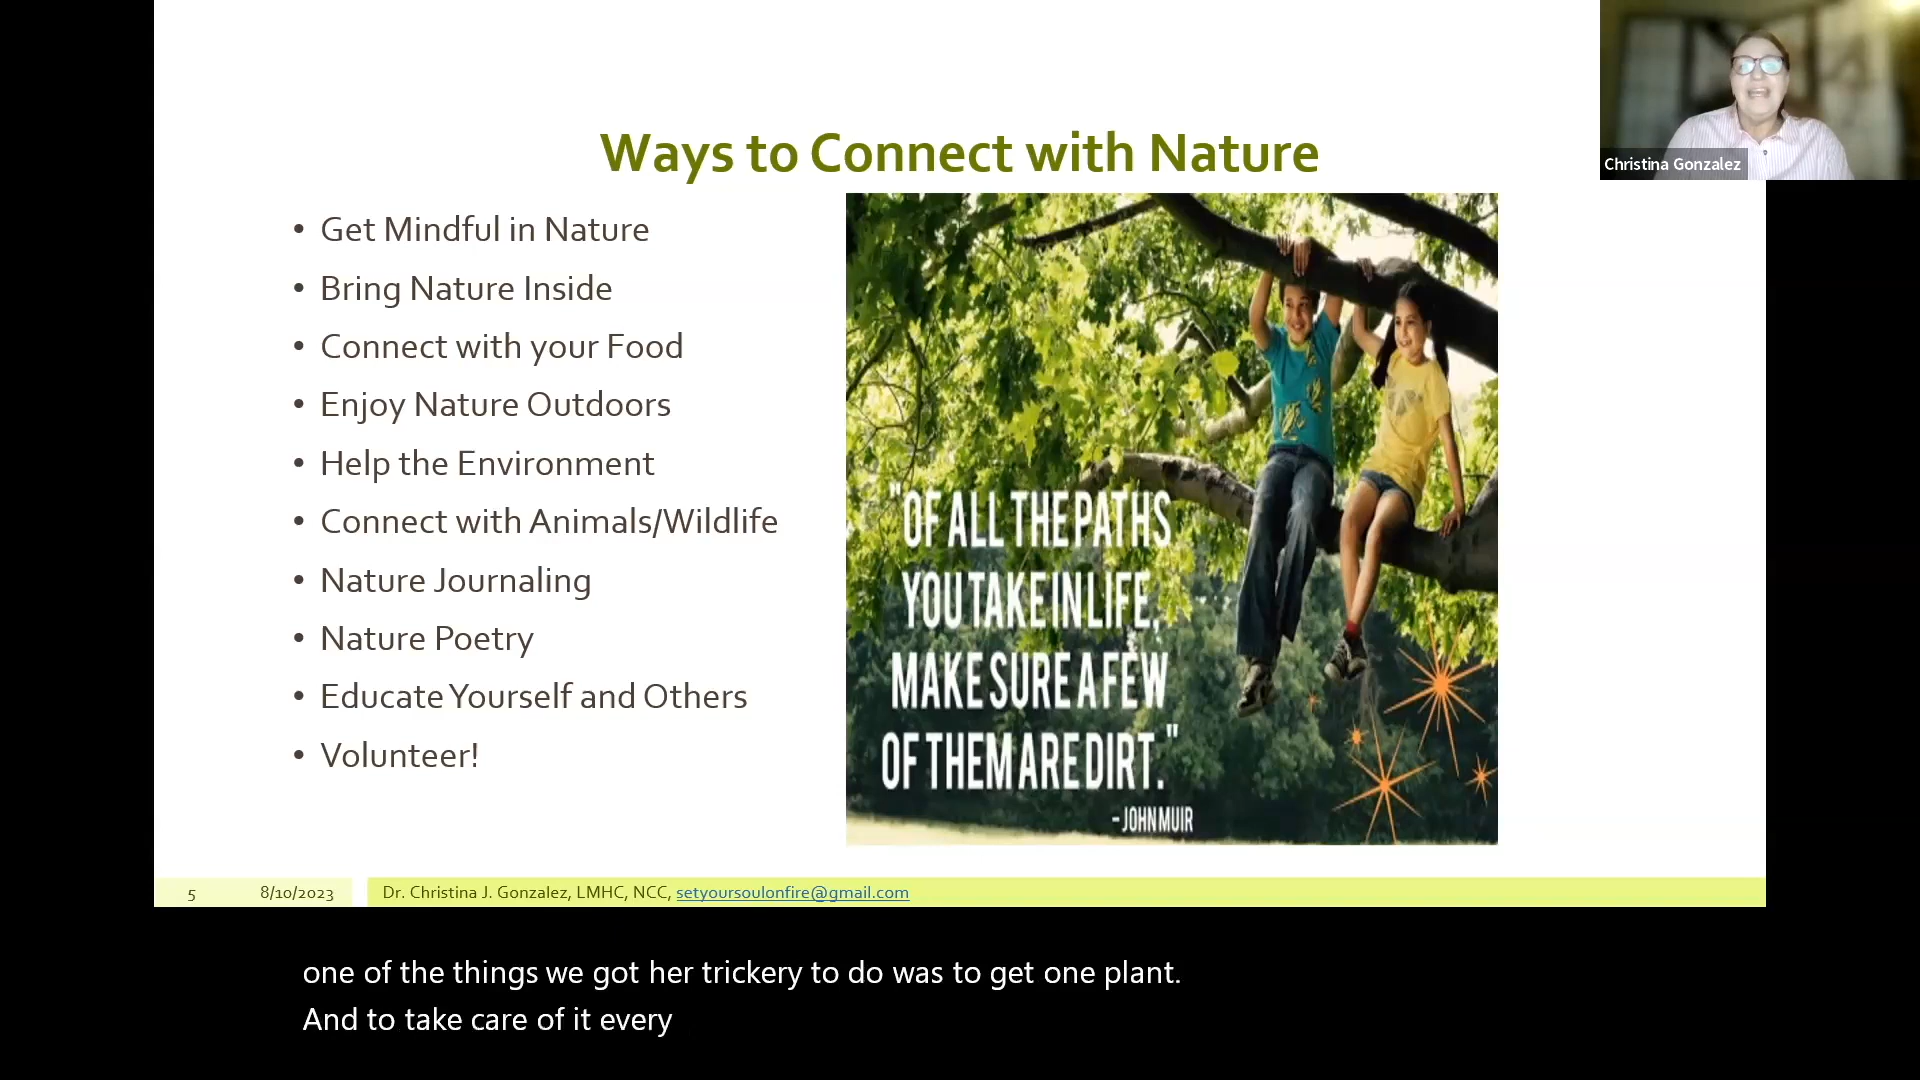 Christina Gonzalez
Ways to Connect with Nature
• Get Mindful in Nature
• Bring Nature Inside
• Connect with your Food
• Enjoy Nature Outdoors
• Help the Environment
• Connect with Animals/Wildlife
• Nature Journaling
• Nature Poetry
• Educate Yourself and Others
• Volunteer!
"OF ALL THE PATHS
YOU TAKE IN LIFE,
MAKE SURE A FEW
OF THEM ARE DIRT."
- JOHN MUIR
5 8/10/2023 Dr. Christina J. Gonzalez, LMHC, NCC, setyoursoulonfire@gmail.com
one of the things we got her trickery to do was to get one plant.
And to take care of it every